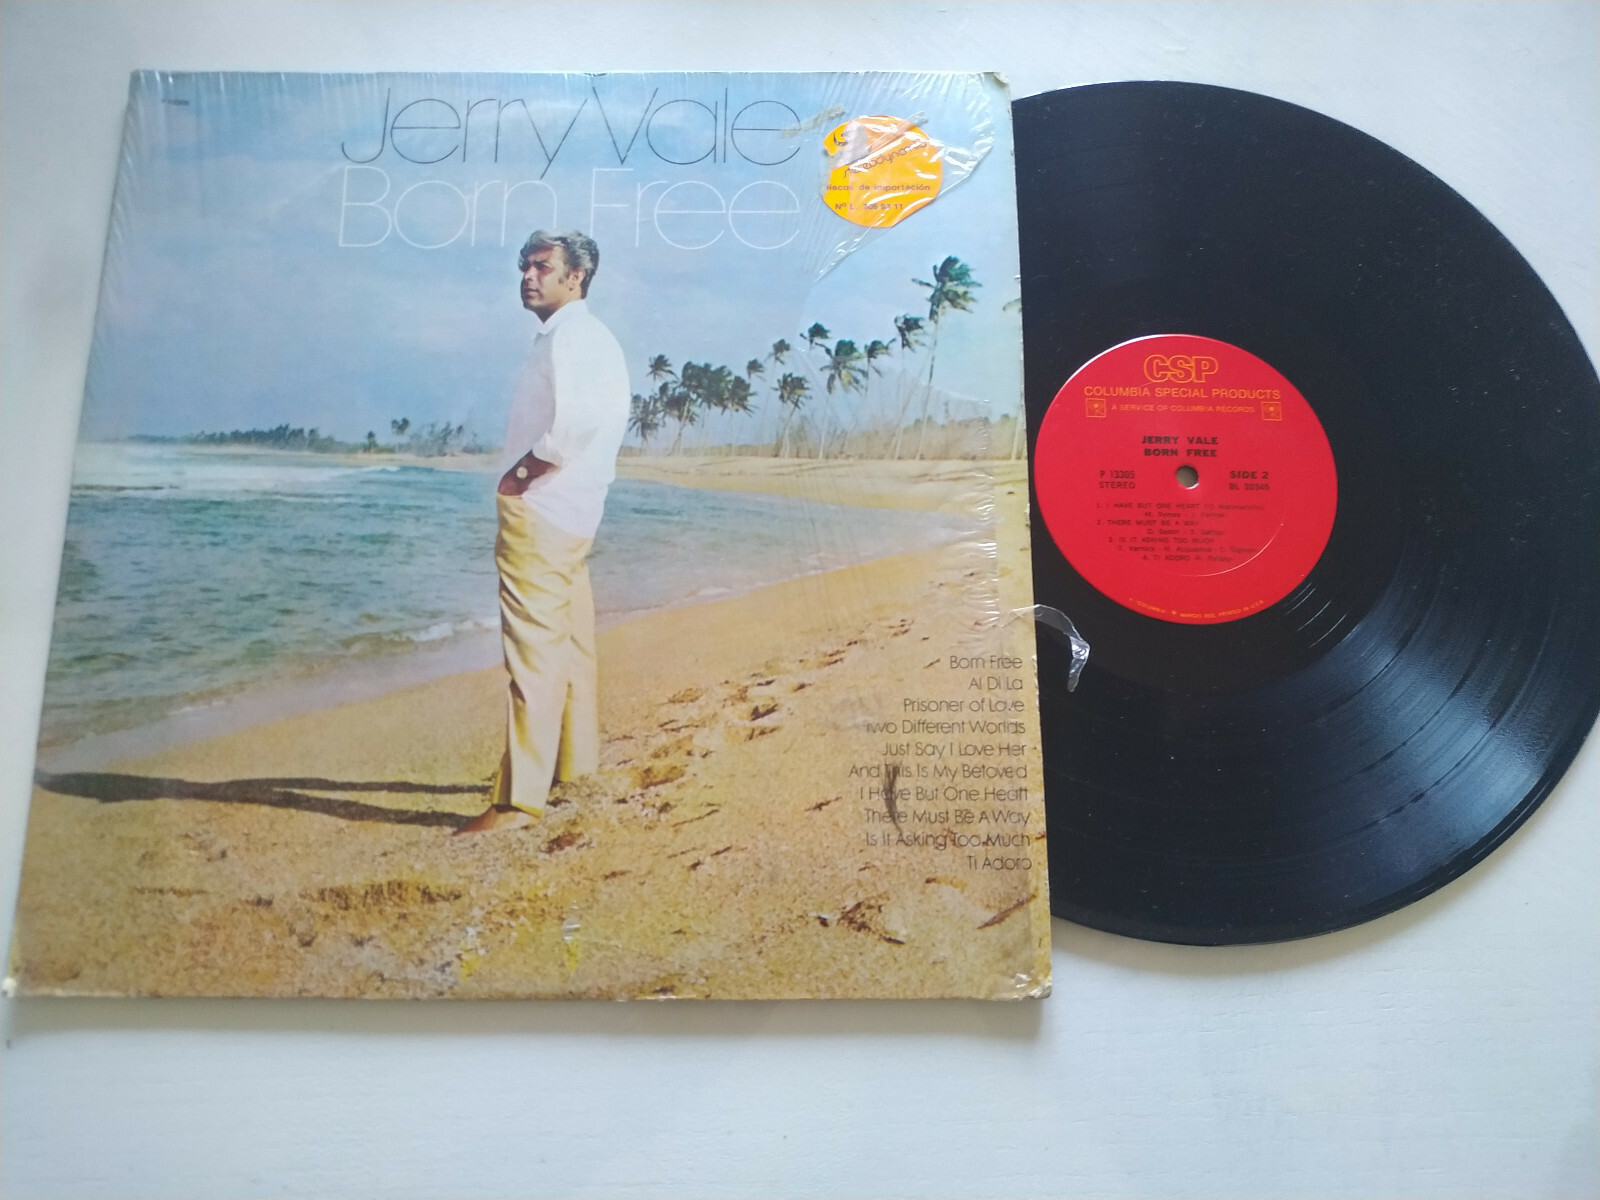 Jerry Vale
Born Free
discos de importación
Born Free
Al Di La
Prisoner of Love
Two Different Worlds
Just Say I Love Her
And This Is My Beloved
I Have But One Heart
There Must Be A Way
Is It Asking Too Much
Ti Adoro
CSP
COLUMBIA SPECIAL PRODUCTS
A SERVICE OF COLUMBIA RECORDS
JERRY VALE
BORN FREE
P 13305
STEREO
SIDE 2
1. I HAVE BUT ONE HEART
2. THERE MUST BE A WAY
3. IS IT ASKING TOO MUCH
4. TI ADORO